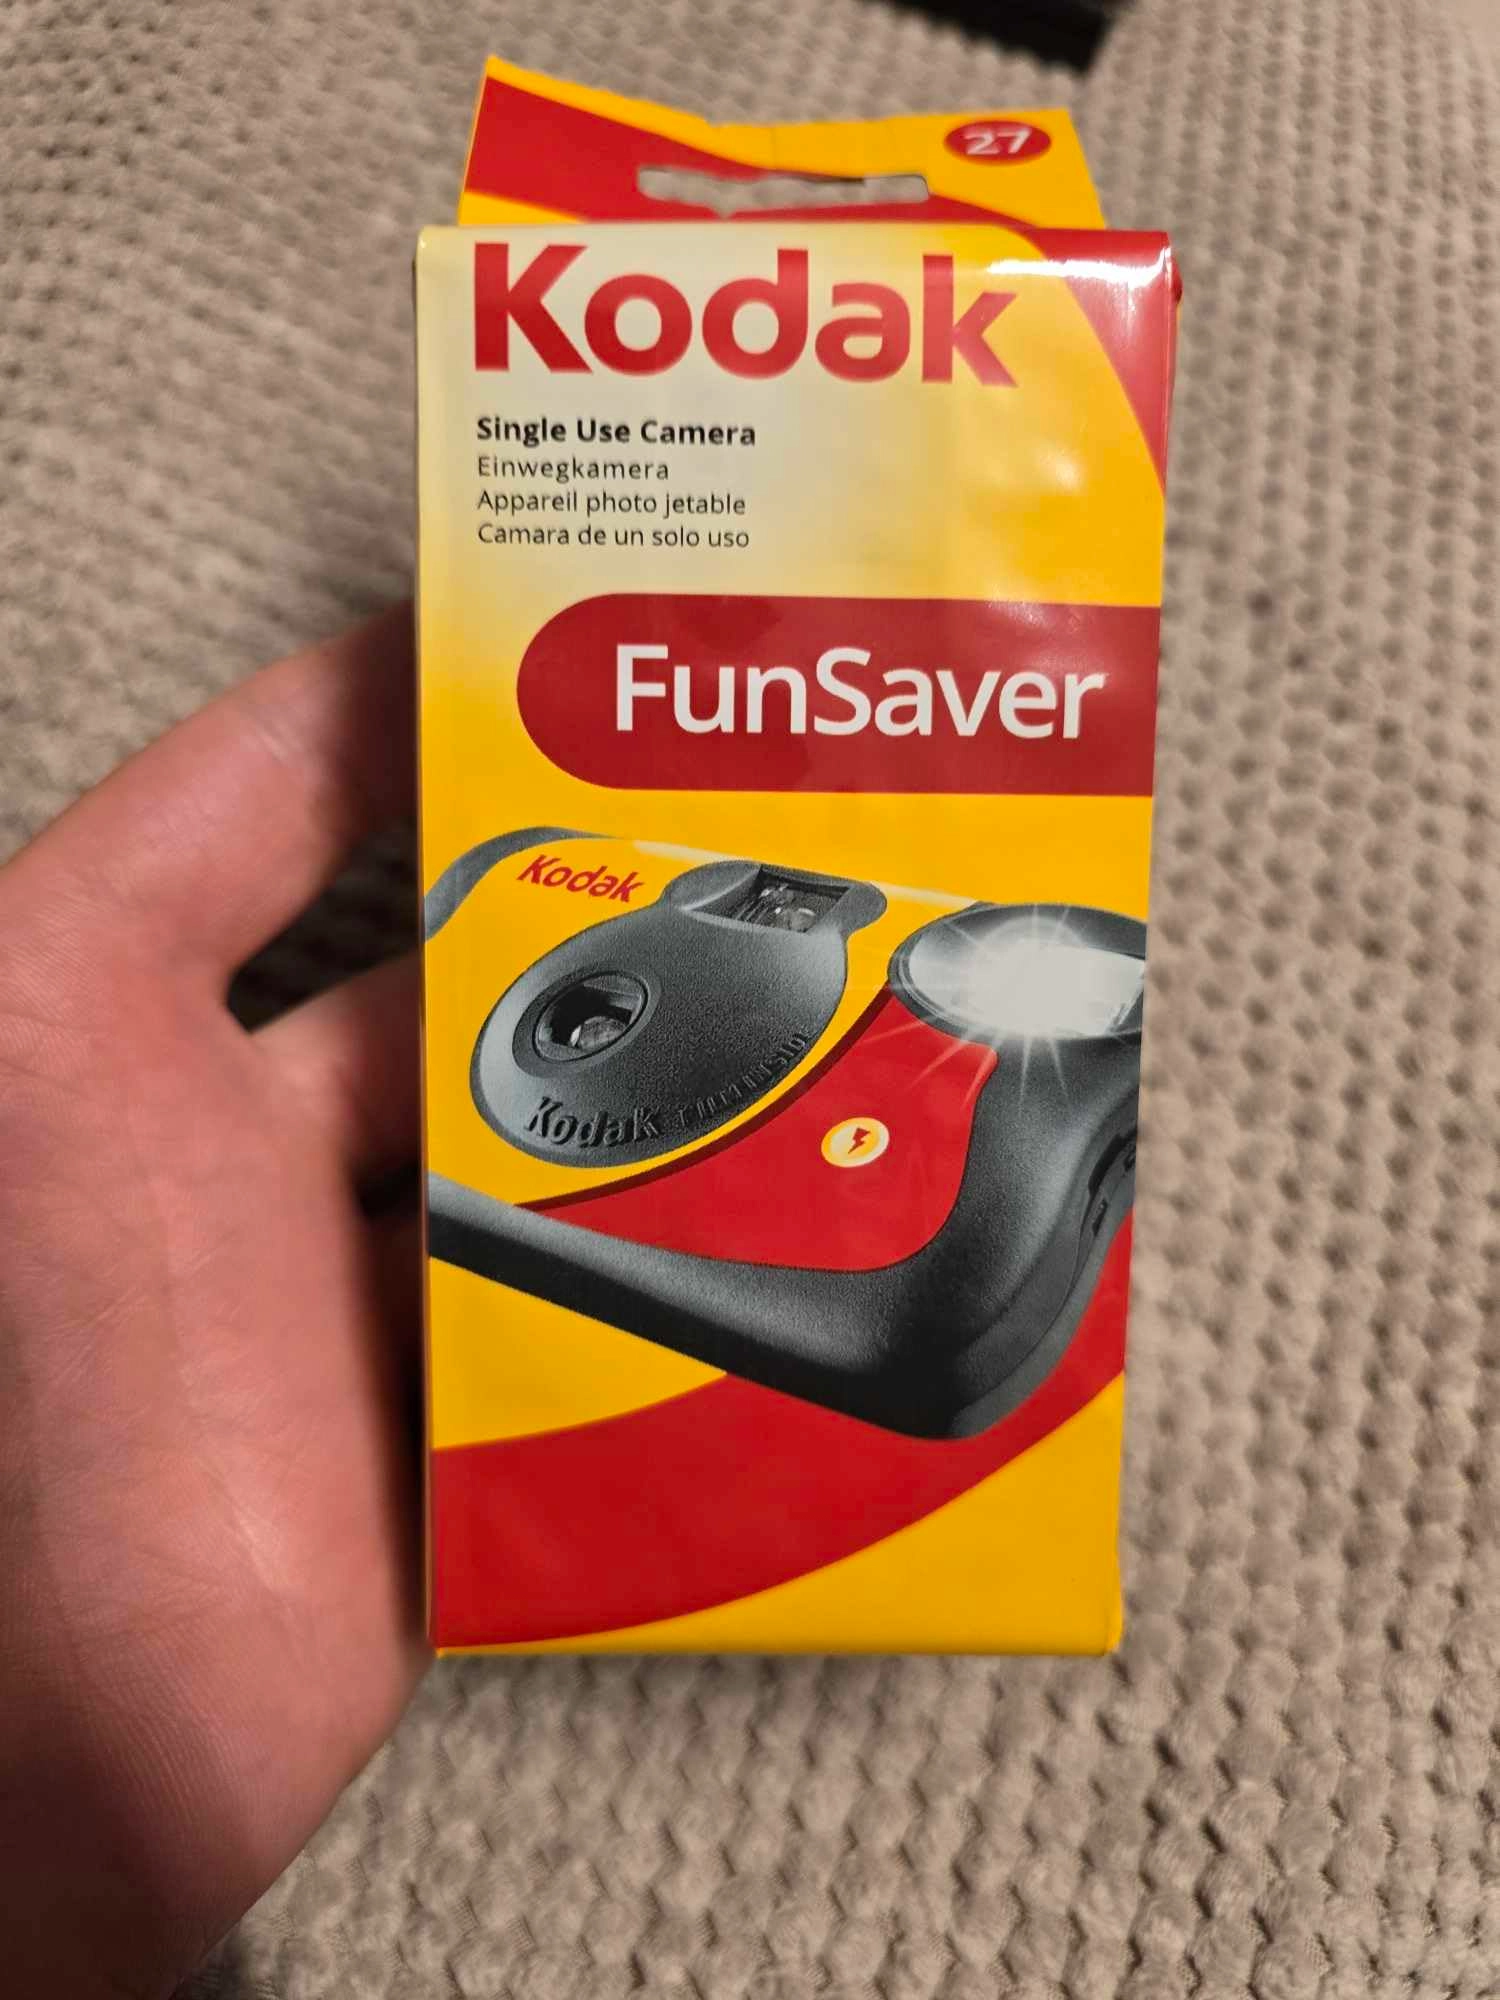 27
Kodak
Single Use Camera
Einwegkamera
Appareil photo jetable
Camara de un solo uso
FunSaver
Kodak
Kodak